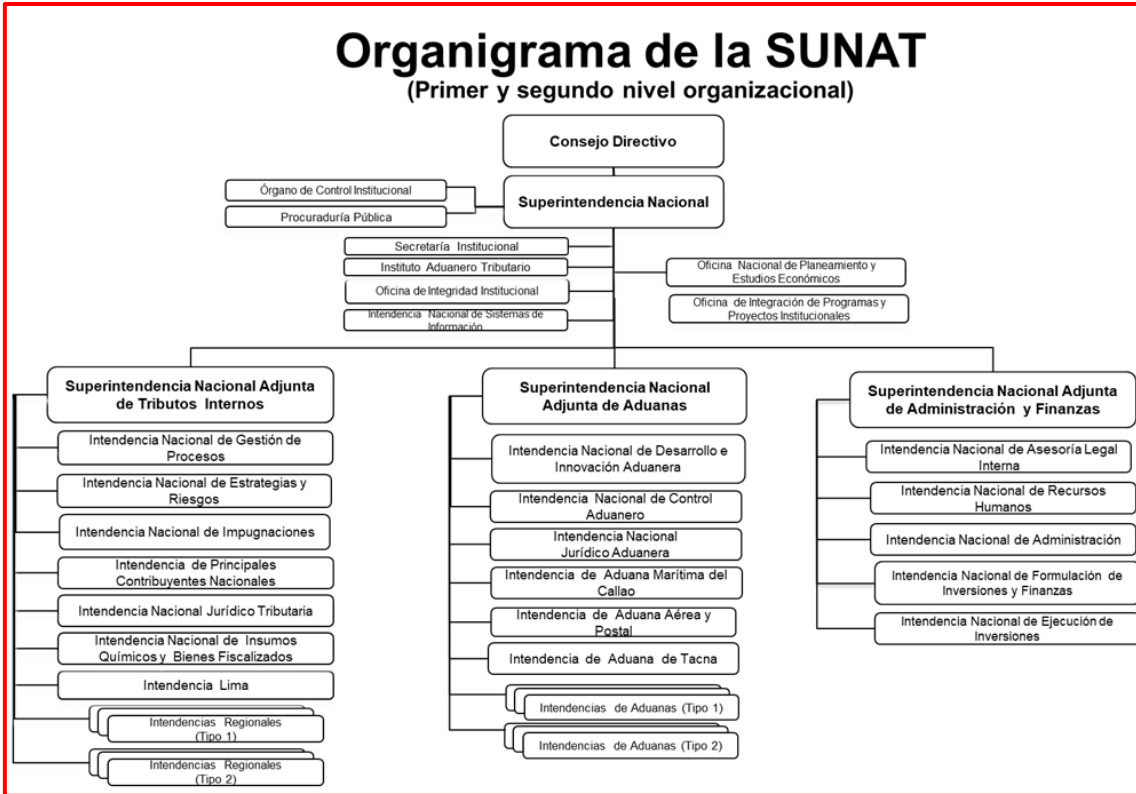 Organigrama de la SUNAT
(Primer y segundo nivel organizacional)
Consejo Directivo
Superintendencia Nacional
Órgano de Control Institucional
Procuraduría Pública
Secretaría Institucional
Instituto Aduanero Tributario
Oficina de Integridad Institucional
Intendencia Nacional de Sistemas de
Información
Oficina Nacional de Planeamiento y
Estudios Económicos
Oficina de Integración de Programas y
Proyectos Institucionales
Superintendencia Nacional Adjunta
de Tributos Internos
Intendencia Nacional de Gestión de
Procesos
Intendencia Nacional de Estrategias y
Riesgos
Intendencia Nacional de Impugnaciones
Intendencia de Principales
Contribuyentes Nacionales
Intendencia Nacional Jurídico Tributaria
Intendencia Nacional de Insumos
Químicos y Bienes Fiscalizados
Intendencia Lima
Intendencias Regionales
(Tipo 1)
Intendencias Regionales
(Tipo 2)
Superintendencia Nacional
Adjunta de Aduanas
Intendencia Nacional de Desarrollo e
Innovación Aduanera
Intendencia Nacional de Control
Aduanero
Intendencia Nacional
Jurídico Aduanera
Intendencia de Aduana Marítima del
Callao
Intendencia de Aduana Aérea y
Postal
Intendencia de Aduana de Tacna
Intendencias de Aduanas (Tipo 1)
Intendencias de Aduanas (Tipo 2)
Superintendencia Nacional Adjunta
de Administración y Finanzas
Intendencia Nacional de Asesoría Legal
Interna
Intendencia Nacional de Recursos
Humanos
Intendencia Nacional de Administración
Intendencia Nacional de Formulación de
Inversiones y Finanzas
Intendencia Nacional de Ejecución de
Inversiones